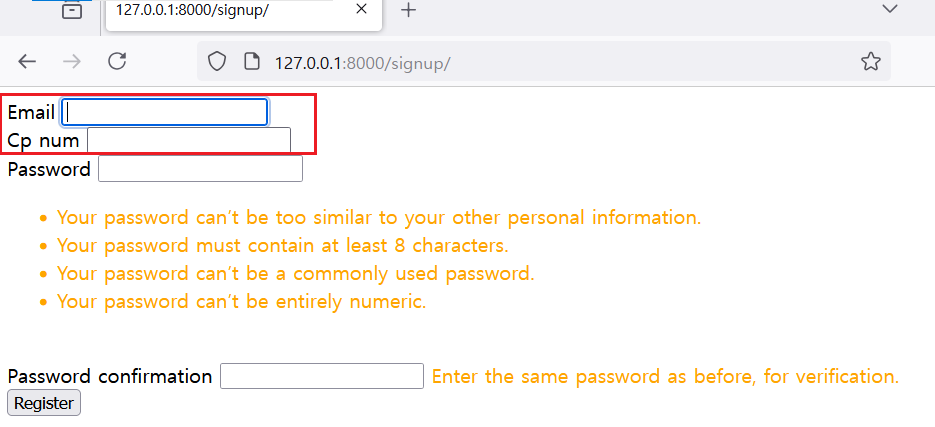 127.0.0.1:8000/signup/
127.0.0.1:8000/signup/
Email
Cp num
Password
• Your password can’t be too similar to your other personal information.
• Your password must contain at least 8 characters.
• Your password can’t be a commonly used password.
• Your password can’t be entirely numeric.
Password confirmation Enter the same password as before, for verification.
Register